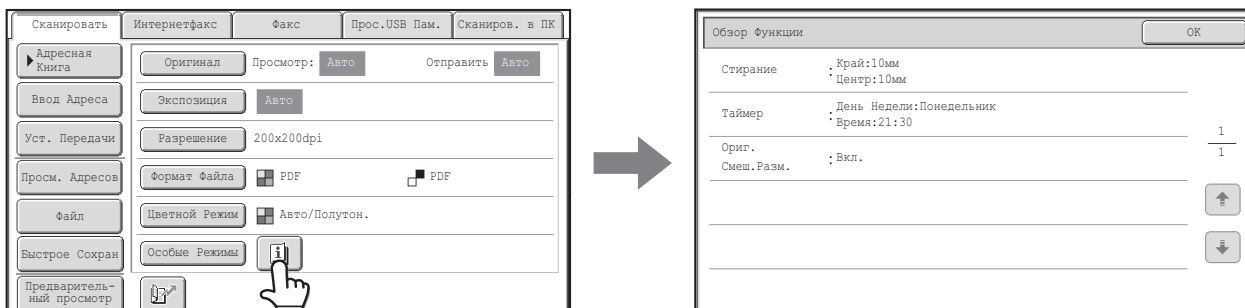 Сканировать
Интернетфакс
Факс
Прос.USB Пам.
Сканиров. в ПК
Адресная
Книга
Ввод Адреса
Уст. Передачи
Просм. Адресов
Файл
Быстрое Сохран
Предваритель-
ный просмотр
Оригинал
Просмотр: Авто
Отправить Авто
Экспозиция
Авто
Разрешение
200x200dpi
Формат Файла
PDF
PDF
Цветной Режим
Авто/Полутон.
Особые Режимы
Обзор Функции
OK
Стирание
:Край:10мм
Центр:10мм
Таймер
:День Недели:Понедельник
Время:21:30
Ориг.
Смеш.Разм.
:Вкл.
1
1